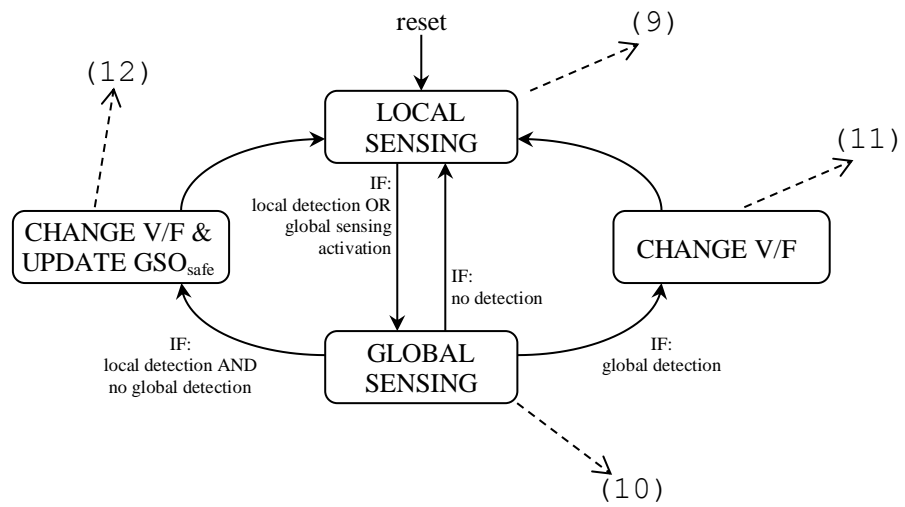 reset
(9)
(12)
LOCAL
SENSING
(11)
IF:
local detection OR
global sensing
activation
CHANGE V/F &
UPDATE GSOsafe
CHANGE V/F
IF:
no detection
IF:
local detection AND
no global detection
GLOBAL
SENSING
IF:
global detection
(10)